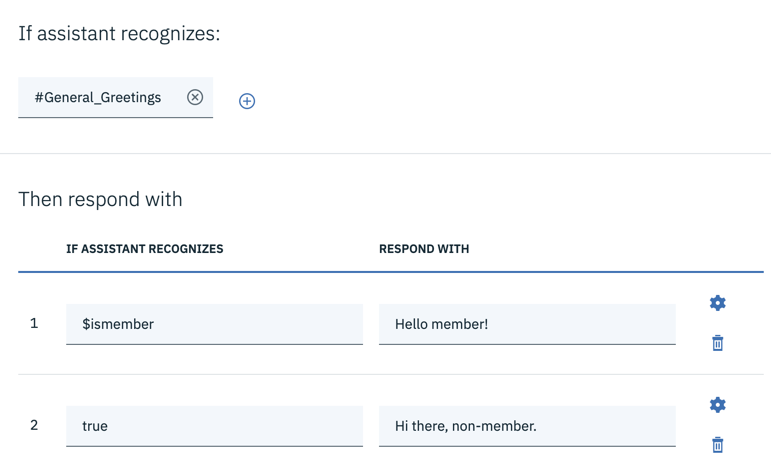 If assistant recognizes:
#General_Greetings
Then respond with
IF ASSISTANT RECOGNIZES RESPOND WITH
1 $ismember Hello member!
2 true Hi there, non-member.